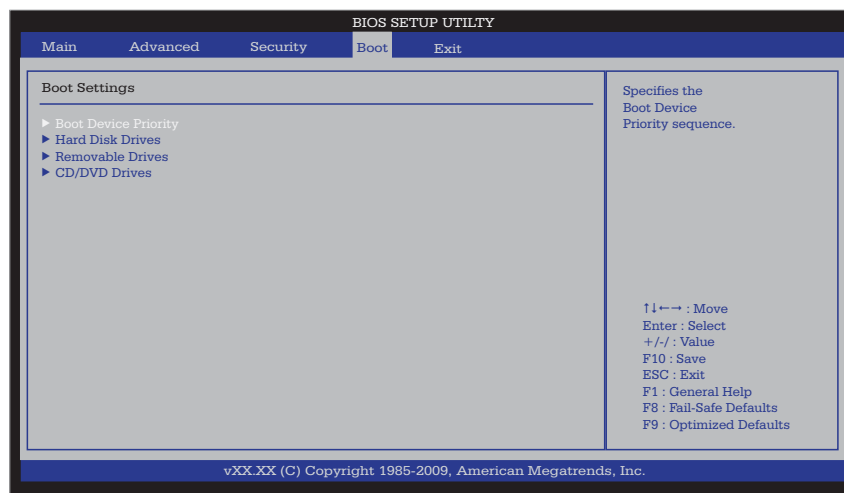 BIOS SETUP UTILTY
Main Advanced Security Boot Exit
Boot Settings
▶ Boot Device Priority
▶ Hard Disk Drives
▶ Removable Drives
▶ CD/DVD Drives
Specifies the
Boot Device
Priority sequence.
↑↓←→ : Move
Enter : Select
+/-/ : Value
F10 : Save
ESC : Exit
F1 : General Help
F8 : Fail-Safe Defaults
F9 : Optimized Defaults
vXX.XX (C) Copyright 1985-2009, American Megatrends, Inc.